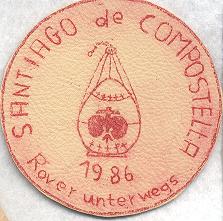 SANTIAGO de COMPOSTELLA
1986
Rover unterwegs